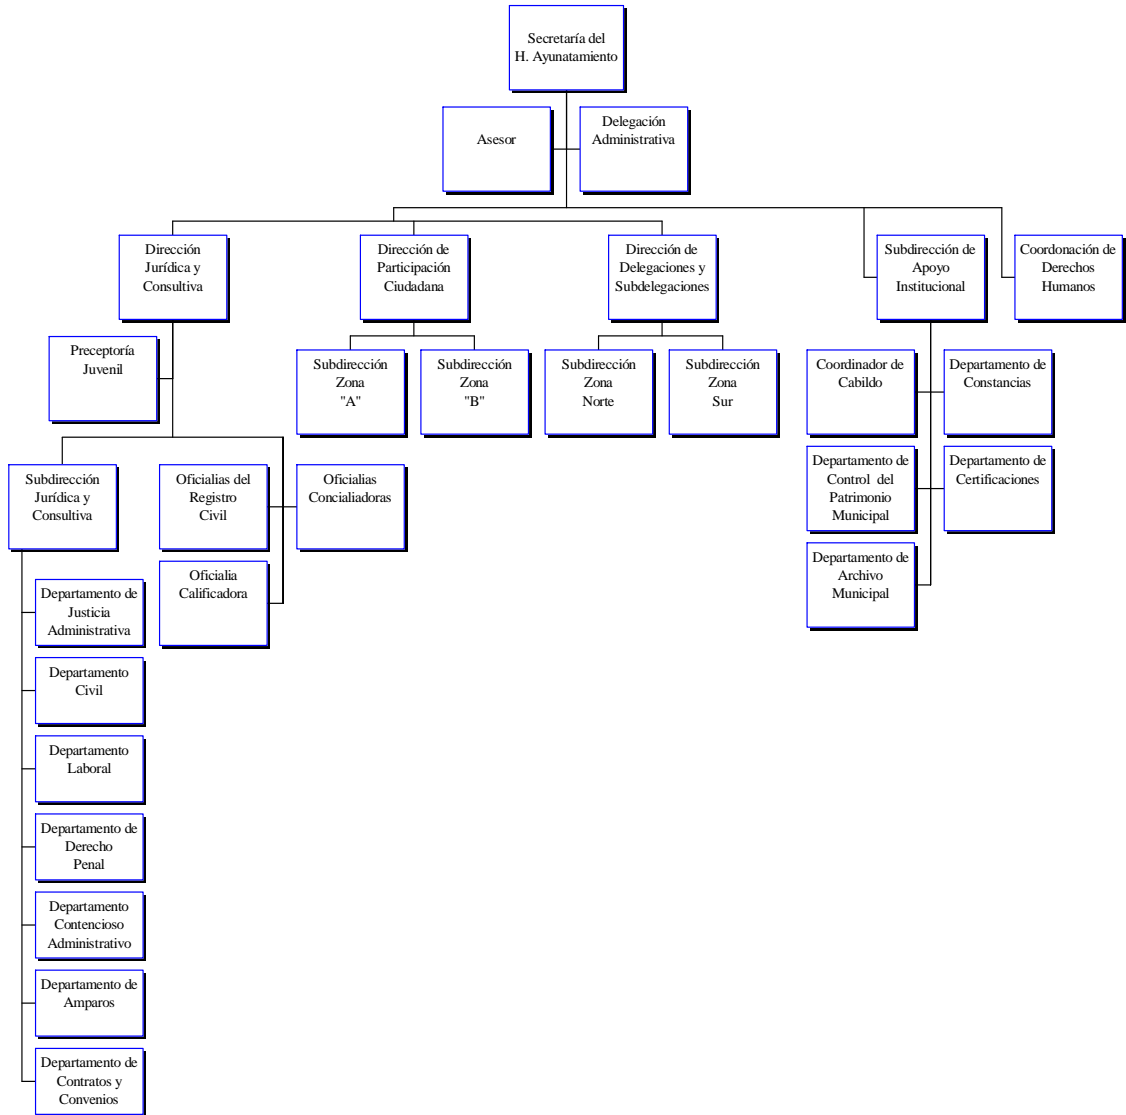 Secretaría del
H. Ayunatamiento
Asesor
Delegación
Administrativa
Dirección
Jurídica y
Consultiva
Dirección de
Participación
Ciudadana
Dirección de
Delegaciones y
Subdelegaciones
Subdirección de
Apoyo
Institucional
Coordonación de
Derechos
Humanos
Preceptoría
Juvenil
Subdirección
Zona
"A"
Subdirección
Zona
"B"
Subdirección
Zona
Norte
Subdirección
Zona
Sur
Coordinador de
Cabildo
Departamento de
Constancias
Subdirección
Jurídica y
Consultiva
Oficialias del
Registro
Civil
Oficialias
Concialiadoras
Departamento de
Control del
Patrimonio
Municipal
Departamento de
Certificaciones
Oficialia
Calificadora
Departamento de
Archivo
Municipal
Departamento de
Justicia
Administrativa
Departamento
Civil
Departamento
Laboral
Departamento de
Derecho
Penal
Departamento
Contencioso
Administrativo
Departamento de
Amparos
Departamento de
Contratos y
Convenios